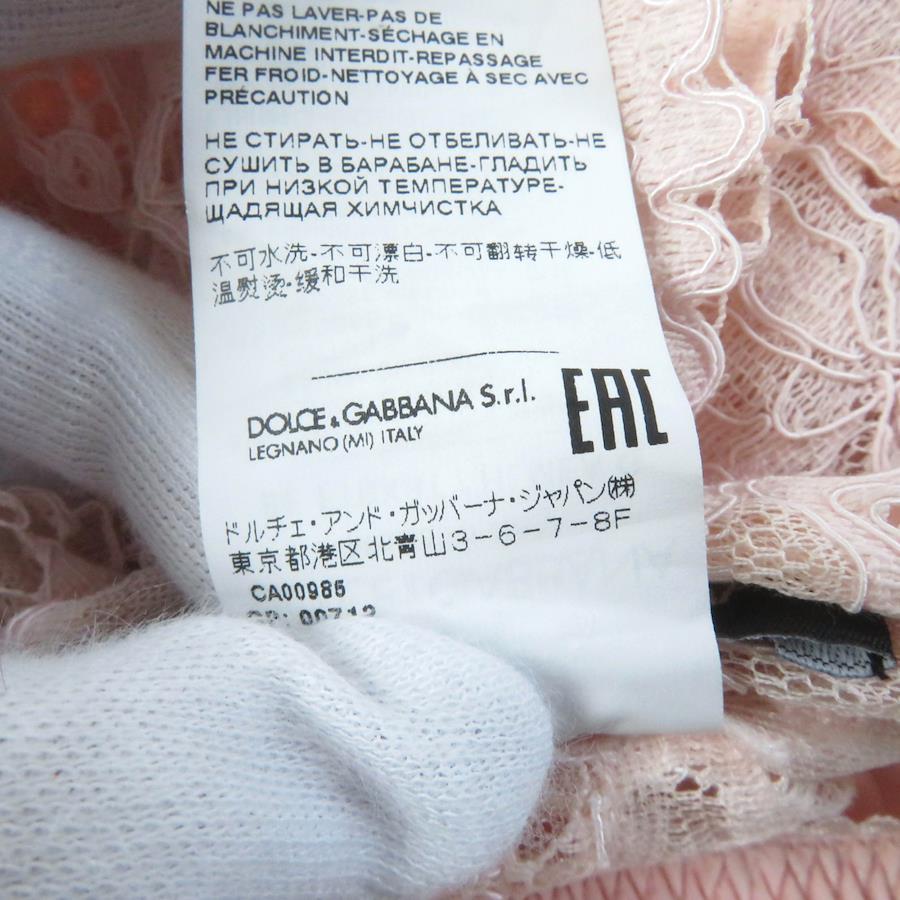 NE PAS LAVER-PAS DE
BLANCHIMENT-SÉCHAGE EN
MACHINE INTERDIT-REPASSAGE
FER FROID-NETTOYAGE À SEC AVEC
PRÉCAUTION
НЕ СТИРАТЬ-НЕ ОТБЕЛИВАТЬ-НЕ
СУШИТЬ В БАРАБАНЕ-ГЛАДИТЬ
ПРИ НИЗКОЙ ТЕМПЕРАТУРЕ-
ЩАДЯЩАЯ ХИМЧИСТКА
不可水洗-不可漂白-不可翻转干燥-低
温熨烫-缓和干洗
DOLCE & GABBANA S.r.l.
LEGNANO (MI) ITALY
EAC
ドルチェ・アンド・ガッバーナ・ジャパン㈱
東京都港区北青山3-6-7-8F
CA00985